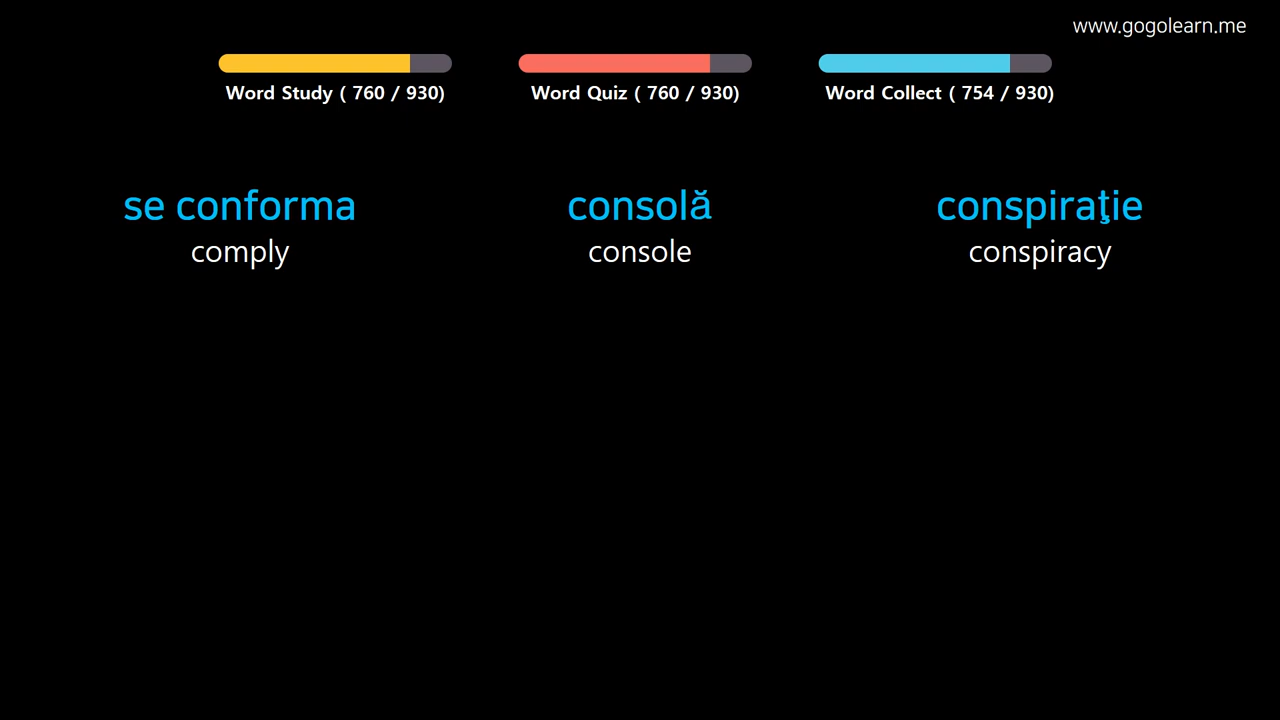 www.gogolearn.me
Word Study ( 760 / 930)
Word Quiz ( 760 / 930)
Word Collect ( 754 / 930)
se conforma
comply
consolă
console
conspiraţie
conspiracy